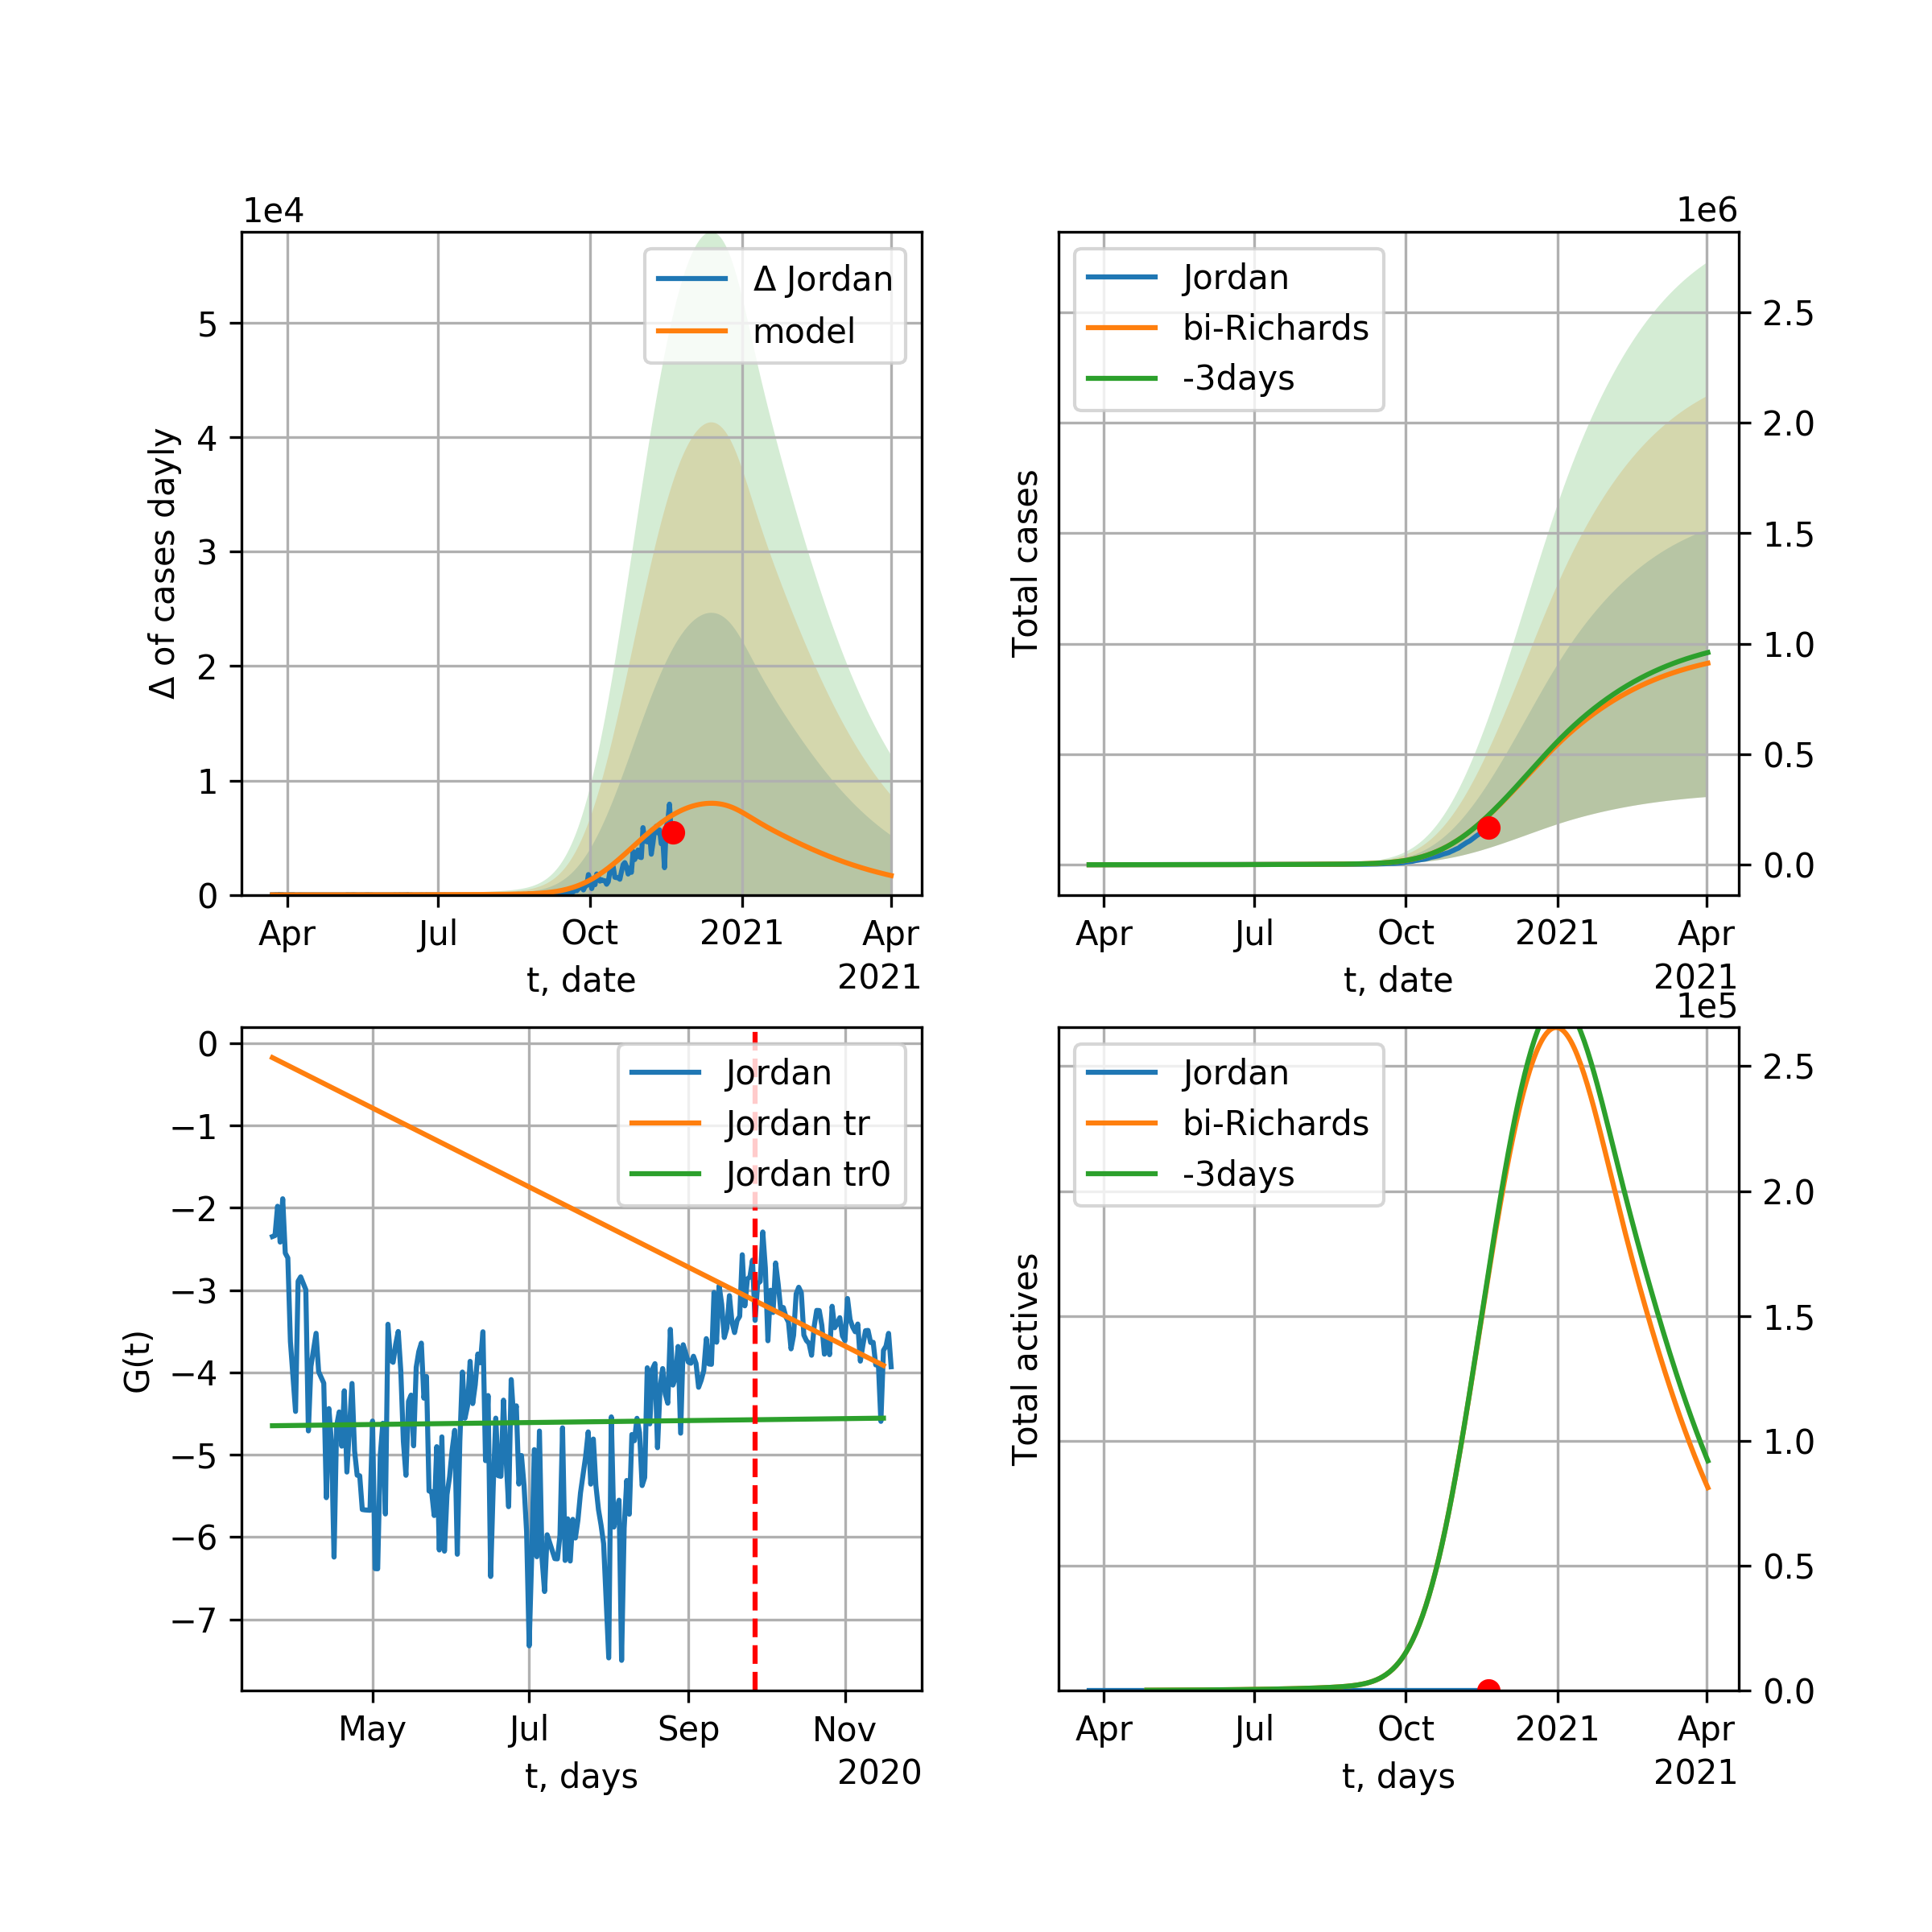 1e4
Δ of cases dayly
5
4
3
2
1
0
Δ Jordan
model
Apr Jul Oct 2021 Apr
t, date 2021
1e6
Total cases
Jordan
bi-Richards
-3days
2.5
2.0
1.5
1.0
0.5
0.0
Apr Jul Oct 2021 Apr
t, date 2021
G(t)
0
−1
−2
−3
−4
−5
−6
−7
Jordan
Jordan tr
Jordan tr0
May Jul Sep Nov
t, days 2020
1e5
Total actives
Jordan
bi-Richards
-3days
2.5
2.0
1.5
1.0
0.5
0.0
Apr Jul Oct 2021 Apr
t, days 2021